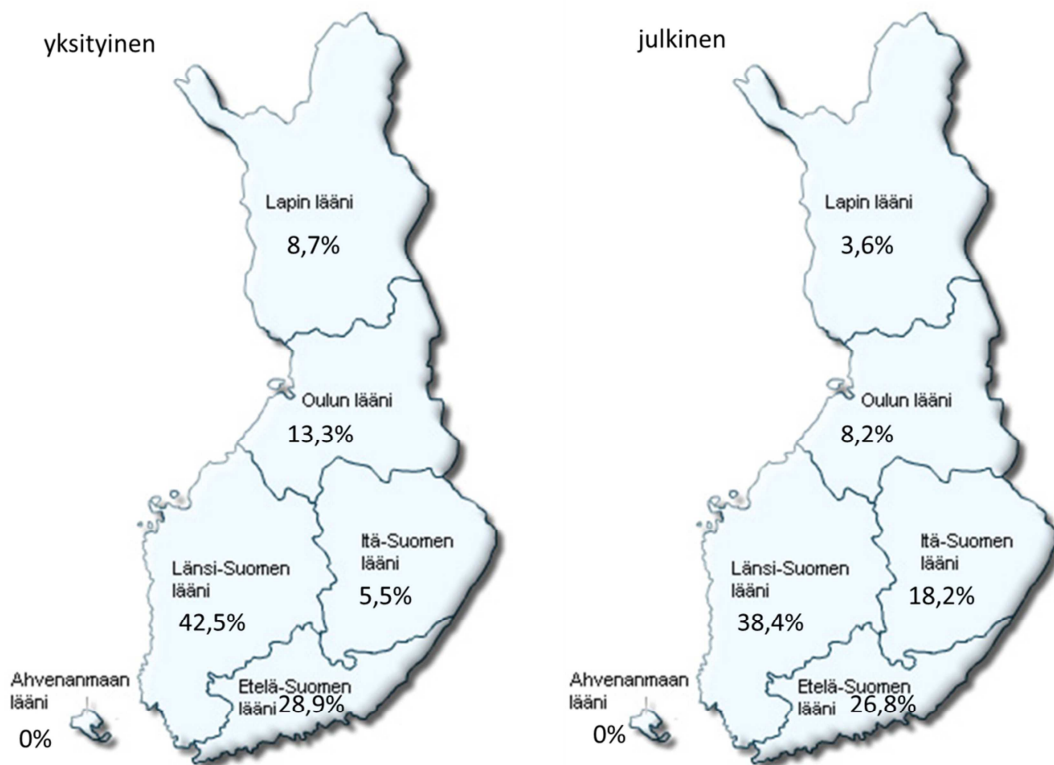 yksityinen
Lapin lääni
8,7%
Oulun lääni
13,3%
Itä-Suomen
lääni
5,5%
Länsi-Suomen
lääni
42,5%
Etelä-Suomen
lääni 28,9%
Ahvenanmaan
lääni
0%
julkinen
Lapin lääni
3,6%
Oulun lääni
8,2%
Itä-Suomen
lääni
18,2%
Länsi-Suomen
lääni
38,4%
Etelä-Suomen
lääni 26,8%
Ahvenanmaan
lääni
0%